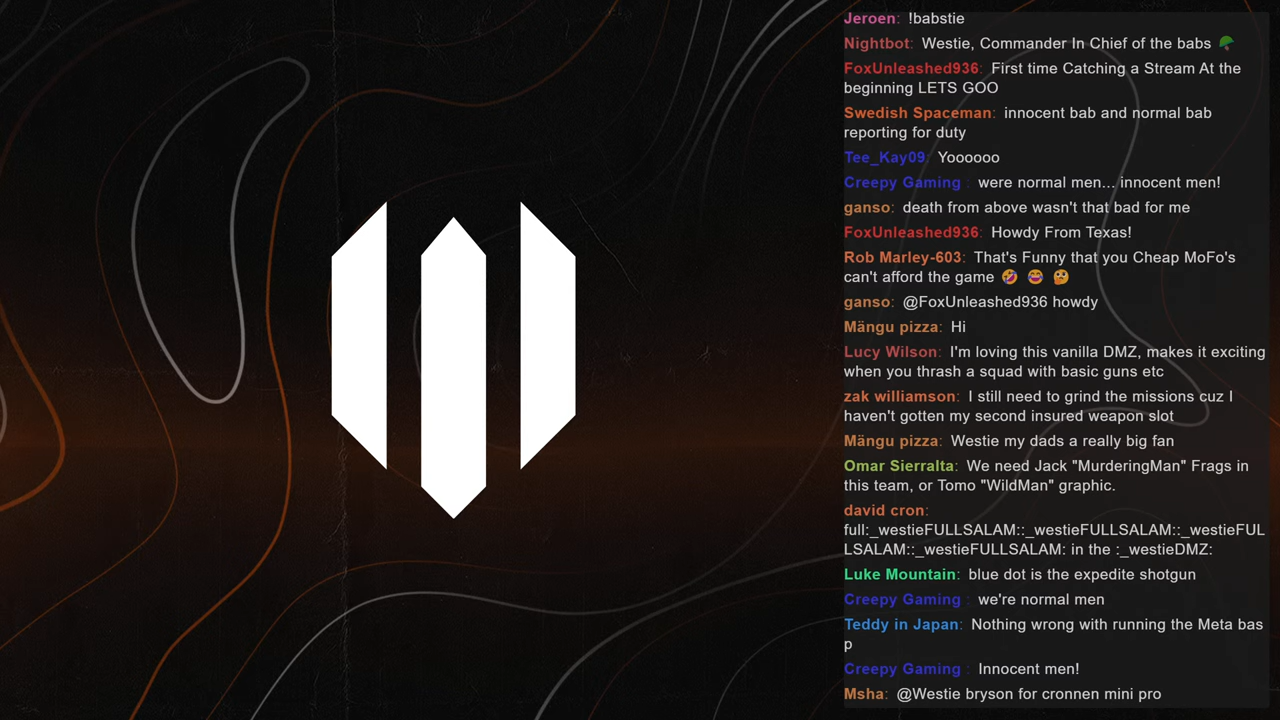 Jeroen: !babstie
Nightbot: Westie, Commander In Chief of the babs
FoxUnleashed936: First time Catching a Stream At the
beginning LETS GOO
Swedish Spaceman: innocent bab and normal bab
reporting for duty
Tee_Kay09: Yoooooo
Creepy Gaming : were normal men... innocent men!
ganso: death from above wasn't that bad for me
FoxUnleashed936: Howdy From Texas!
Rob Marley-603: That's Funny that you Cheap MoFo's
can't afford the game 🤣 😂 🤔
ganso: @FoxUnleashed936 howdy
Mängu pizza: Hi
Lucy Wilson: I'm loving this vanilla DMZ, makes it exciting
when you thrash a squad with basic guns etc
zak williamson: I still need to grind the missions cuz I
haven't gotten my second insured weapon slot
Mängu pizza: Westie my dads a really big fan
Omar Sierralta: We need Jack "MurderingMan" Frags in
this team, or Tomo "WildMan" graphic.
david cron:
full:_westieFULLSALAM::_westieFULLSALAM::_westieFUL
LSALAM::_westieFULLSALAM: in the :_westieDMZ:
Luke Mountain: blue dot is the expedite shotgun
Creepy Gaming : we're normal men
Teddy in Japan: Nothing wrong with running the Meta bas
p
Creepy Gaming : Innocent men!
Msha: @Westie bryson for cronnen mini pro